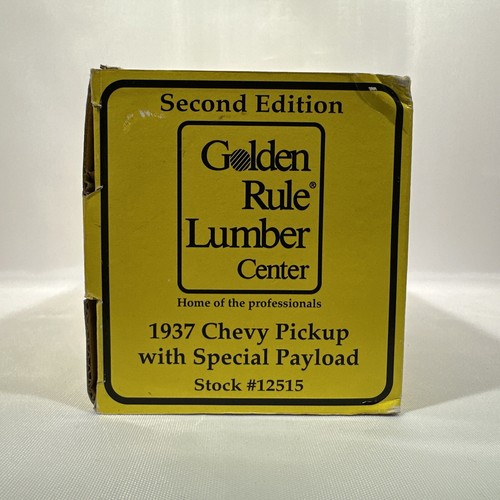 Second Edition
Golden
Rule®
Lumber
Center
Home of the professionals
1937 Chevy Pickup
with Special Payload
Stock #12515